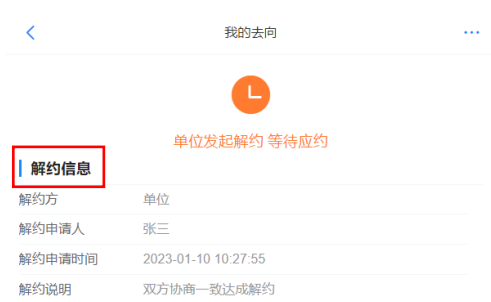 我的去向
单位发起解约 等待应约
解约信息
解约方 单位
解约申请人 张三
解约申请时间 2023-01-10 10:27:55
解约说明 双方协商一致达成解约